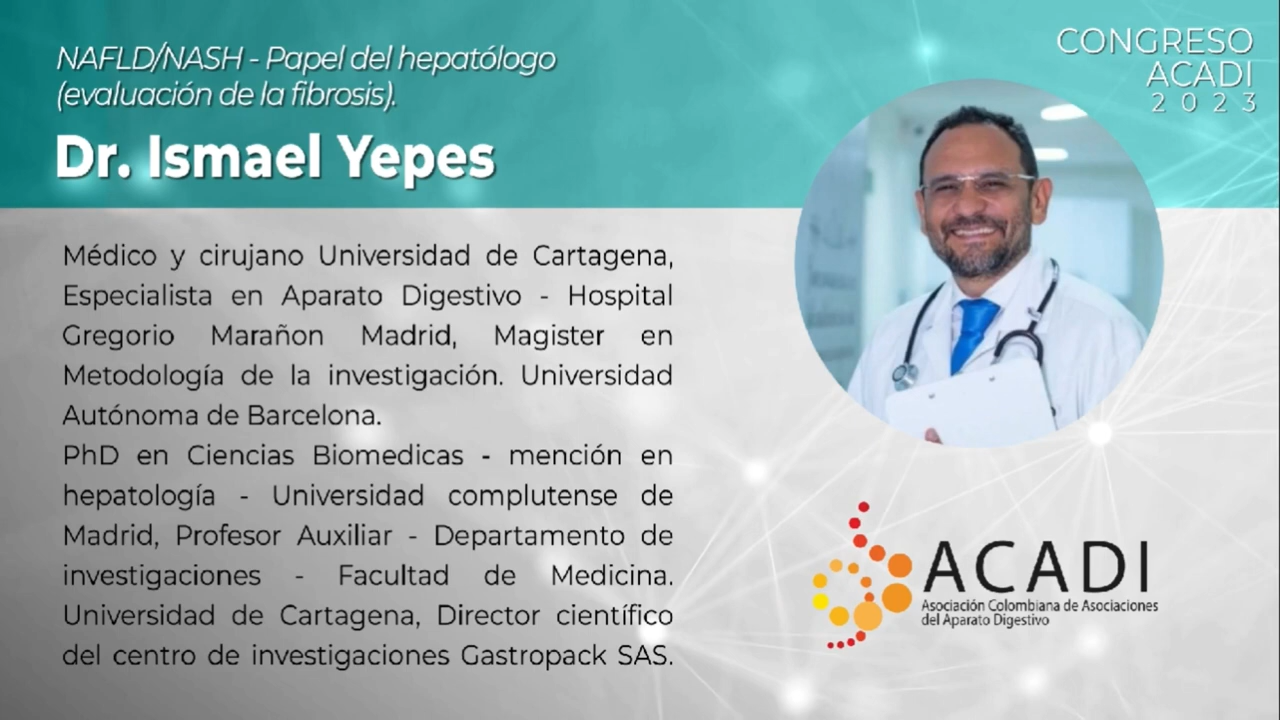 NAFLD/NASH - Papel del hepatólogo
(evaluación de la fibrosis).
Dr. Ismael Yepes
CONGRESO
ACADI
2023
Médico y cirujano Universidad de Cartagena,
Especialista en Aparato Digestivo - Hospital
Gregorio Marañon Madrid, Magister en
Metodología de la investigación. Universidad
Autónoma de Barcelona.
PhD en Ciencias Biomedicas - mención en
hepatología - Universidad complutense de
Madrid, Profesor Auxiliar - Departamento de
investigaciones - Facultad de Medicina.
Universidad de Cartagena, Director científico
del centro de investigaciones Gastropack SAS.
ACADI
Asociación Colombiana de Asociaciones
del Aparato Digestivo